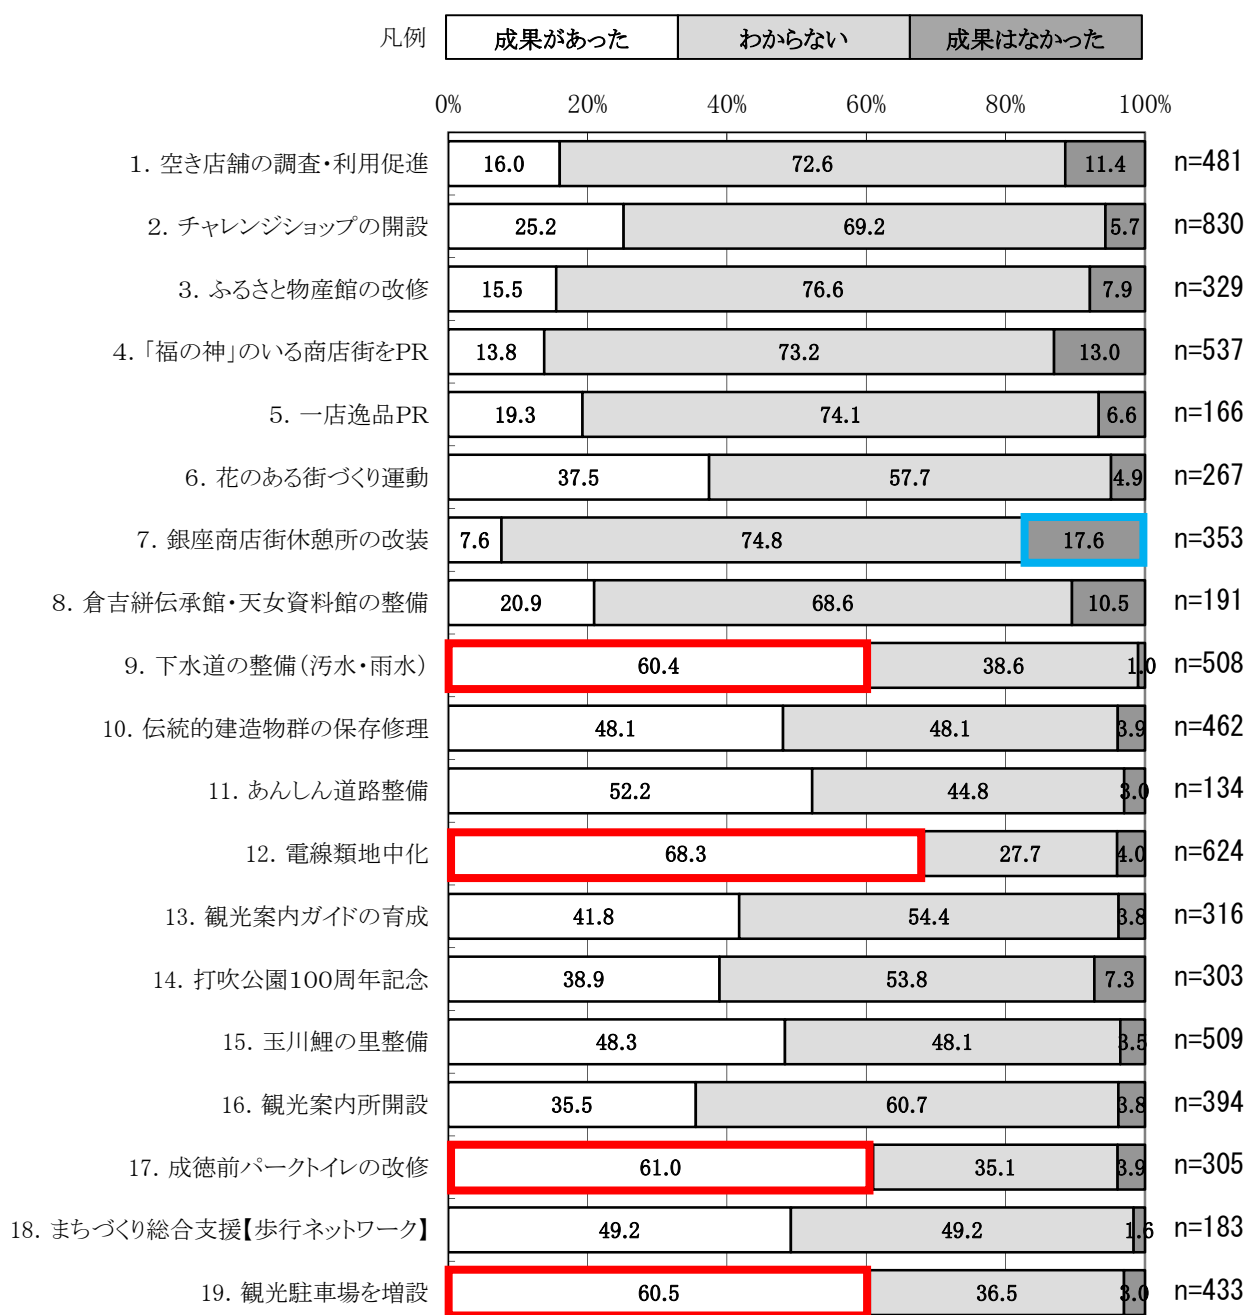 凡例 成果があった わからない 成果はなかった
0% 20% 40% 60% 80% 100%
1. 空き店舗の調査・利用促進 16.0 72.6 11.4 n=481
2. チャレンジショップの開設 25.2 69.2 5.7 n=830
3. ふるさと物産館の改修 15.5 76.6 7.9 n=329
4. 「福の神」のいる商店街をPR 13.8 73.2 13.0 n=537
5. 一店逸品PR 19.3 74.1 6.6 n=166
6. 花のある街づくり運動 37.5 57.7 4.9 n=267
7. 銀座商店街休憩所の改装 7.6 74.8 17.6 n=353
8. 倉吉絣伝承館・天女資料館の整備 20.9 68.6 10.5 n=191
9. 下水道の整備（汚水・雨水） 60.4 38.6 1.0 n=508
10. 伝統的建造物群の保存修理 48.1 48.1 3.9 n=462
11. あんしん道路整備 52.2 44.8 3.0 n=134
12. 電線類地中化 68.3 27.7 4.0 n=624
13. 観光案内ガイドの育成 41.8 54.4 3.8 n=316
14. 打吹公園100周年記念 38.9 53.8 7.3 n=303
15. 玉川鯉の里整備 48.3 48.1 3.5 n=509
16. 観光案内所開設 35.5 60.7 3.8 n=394
17. 成徳前パークトイレの改修 61.0 35.1 3.9 n=305
18. まちづくり総合支援【歩行ネットワーク】 49.2 49.2 1.6 n=183
19. 観光駐車場を増設 60.5 36.5 3.0 n=433